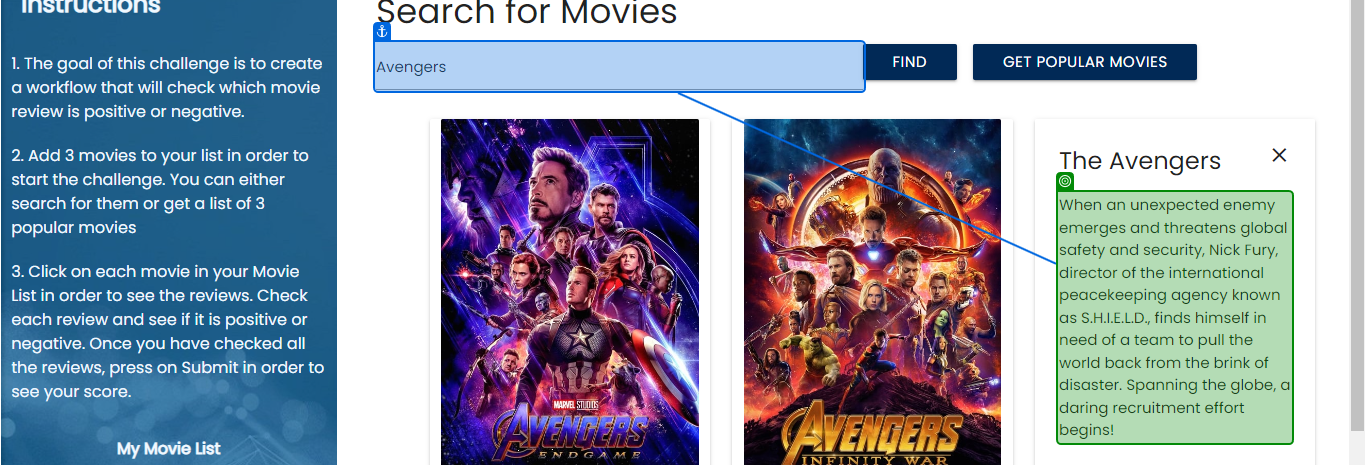 Instructions
1. The goal of this challenge is to create
a workflow that will check which movie
review is positive or negative.
2. Add 3 movies to your list in order to
start the challenge. You can either
search for them or get a list of 3
popular movies
3. Click on each movie in your Movie
List in order to see the reviews. Check
each review and see if it is positive or
negative. Once you have checked all
the reviews, press on Submit in order to
see your score.
My Movie List
Search for Movies
Avengers
FIND
GET POPULAR MOVIES
MARVEL STUDIOS
AVENGERS
ENDGAME
AVENGERS
INFINITY WAR
The Avengers
When an unexpected enemy
emerges and threatens global
safety and security, Nick Fury,
director of the international
peacekeeping agency known
as S.H.I.E.L.D., finds himself in
need of a team to pull the
world back from the brink of
disaster. Spanning the globe, a
daring recruitment effort
begins!